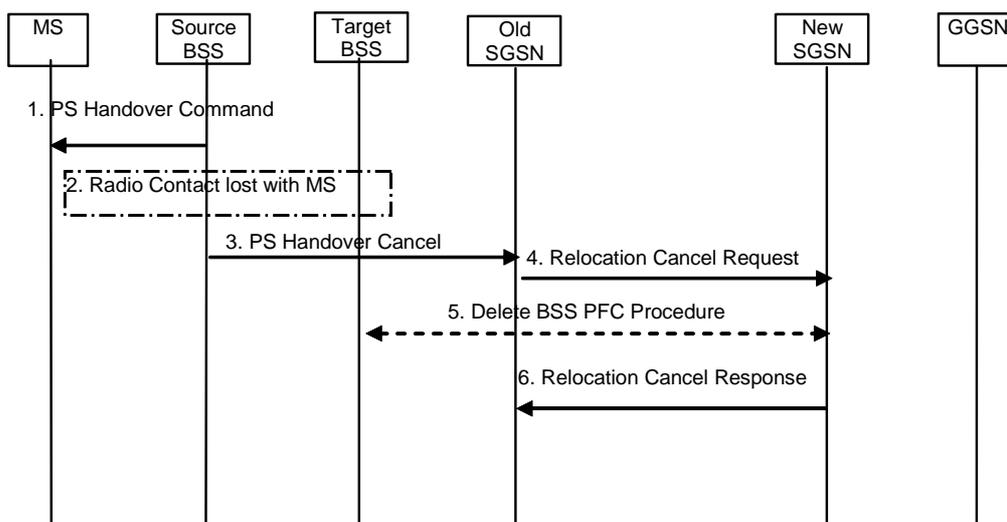 MS
Source
BSS
Target
BSS
Old
SGSN
New
SGSN
GGSN
1. PS Handover Command
2. Radio Contact lost with MS
3. PS Handover Cancel
4. Relocation Cancel Request
5. Delete BSS PFC Procedure
6. Relocation Cancel Response